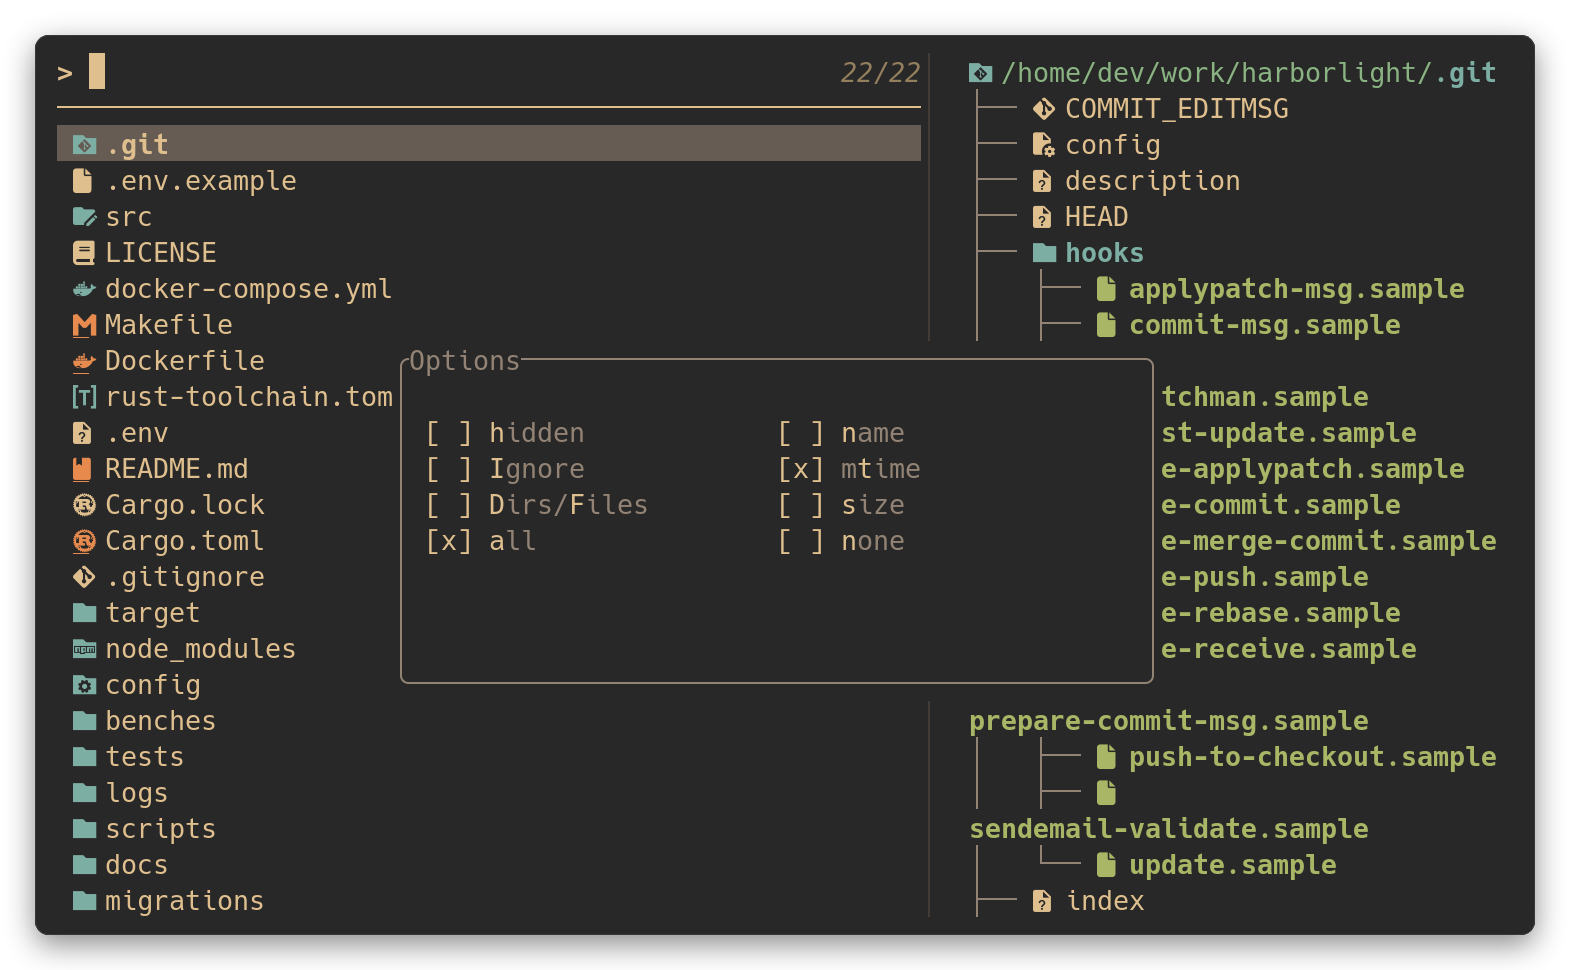 > 22/22
.git
.env.example
src
LICENSE
docker-compose.yml
Makefile
Dockerfile
rust-toolchain.tom
.env
README.md
Cargo.lock
Cargo.toml
.gitignore
target
node_modules
config
benches
tests
logs
scripts
docs
migrations
Options
[ ] hidden
[ ] Ignore
[ ] Dirs/Files
[x] all
[ ] name
[x] mtime
[ ] size
[ ] none
/home/dev/work/harborlight/.git
COMMIT_EDITMSG
config
description
HEAD
hooks
applypatch-msg.sample
commit-msg.sample
tchman.sample
st-update.sample
e-applypatch.sample
e-commit.sample
e-merge-commit.sample
e-push.sample
e-rebase.sample
e-receive.sample
prepare-commit-msg.sample
push-to-checkout.sample
sendemail-validate.sample
update.sample
index